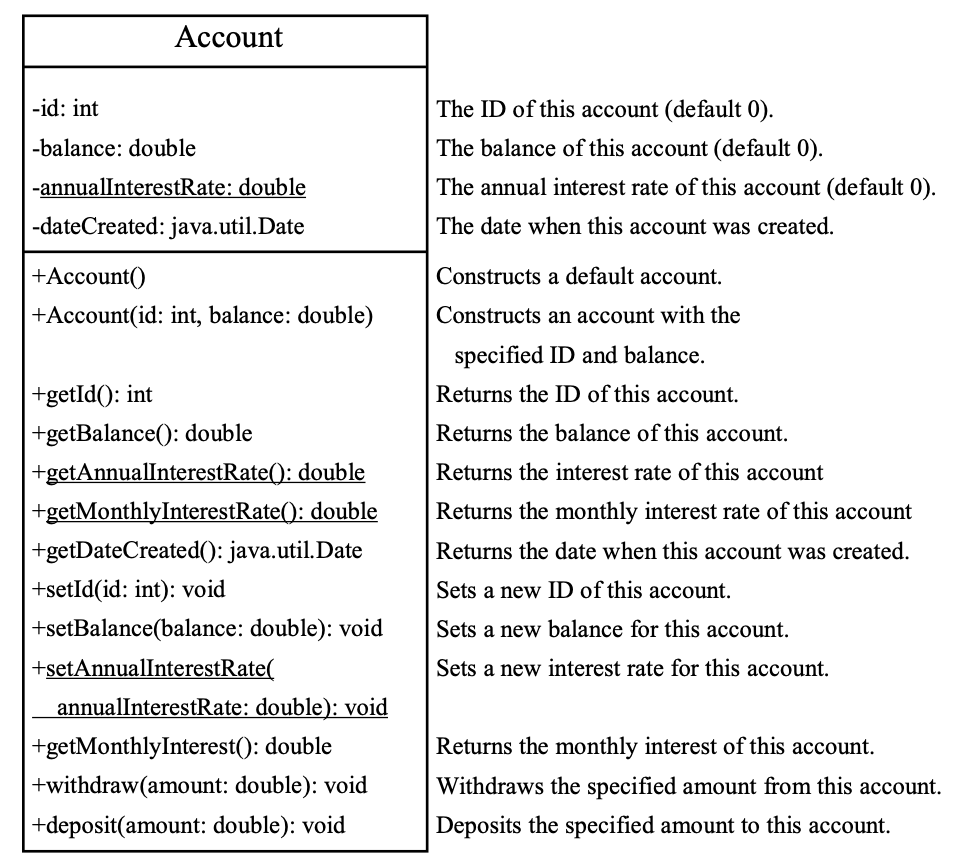 Account
-id: int The ID of this account (default 0).
-balance: double The balance of this account (default 0).
-annualInterestRate: double The annual interest rate of this account (default 0).
-dateCreated: java.util.Date The date when this account was created.
+Account() Constructs a default account.
+Account(id: int, balance: double) Constructs an account with the
specified ID and balance.
+getId(): int Returns the ID of this account.
+getBalance(): double Returns the balance of this account.
+getAnnualInterestRate(): double Returns the interest rate of this account
+getMonthlyInterestRate(): double Returns the monthly interest rate of this account
+getDateCreated(): java.util.Date Returns the date when this account was created.
+setId(id: int): void Sets a new ID of this account.
+setBalance(balance: double): void Sets a new balance for this account.
+setAnnualInterestRate( Sets a new interest rate for this account.
annualInterestRate: double): void
+getMonthlyInterest(): double Returns the monthly interest of this account.
+withdraw(amount: double): void Withdraws the specified amount from this account.
+deposit(amount: double): void Deposits the specified amount to this account.